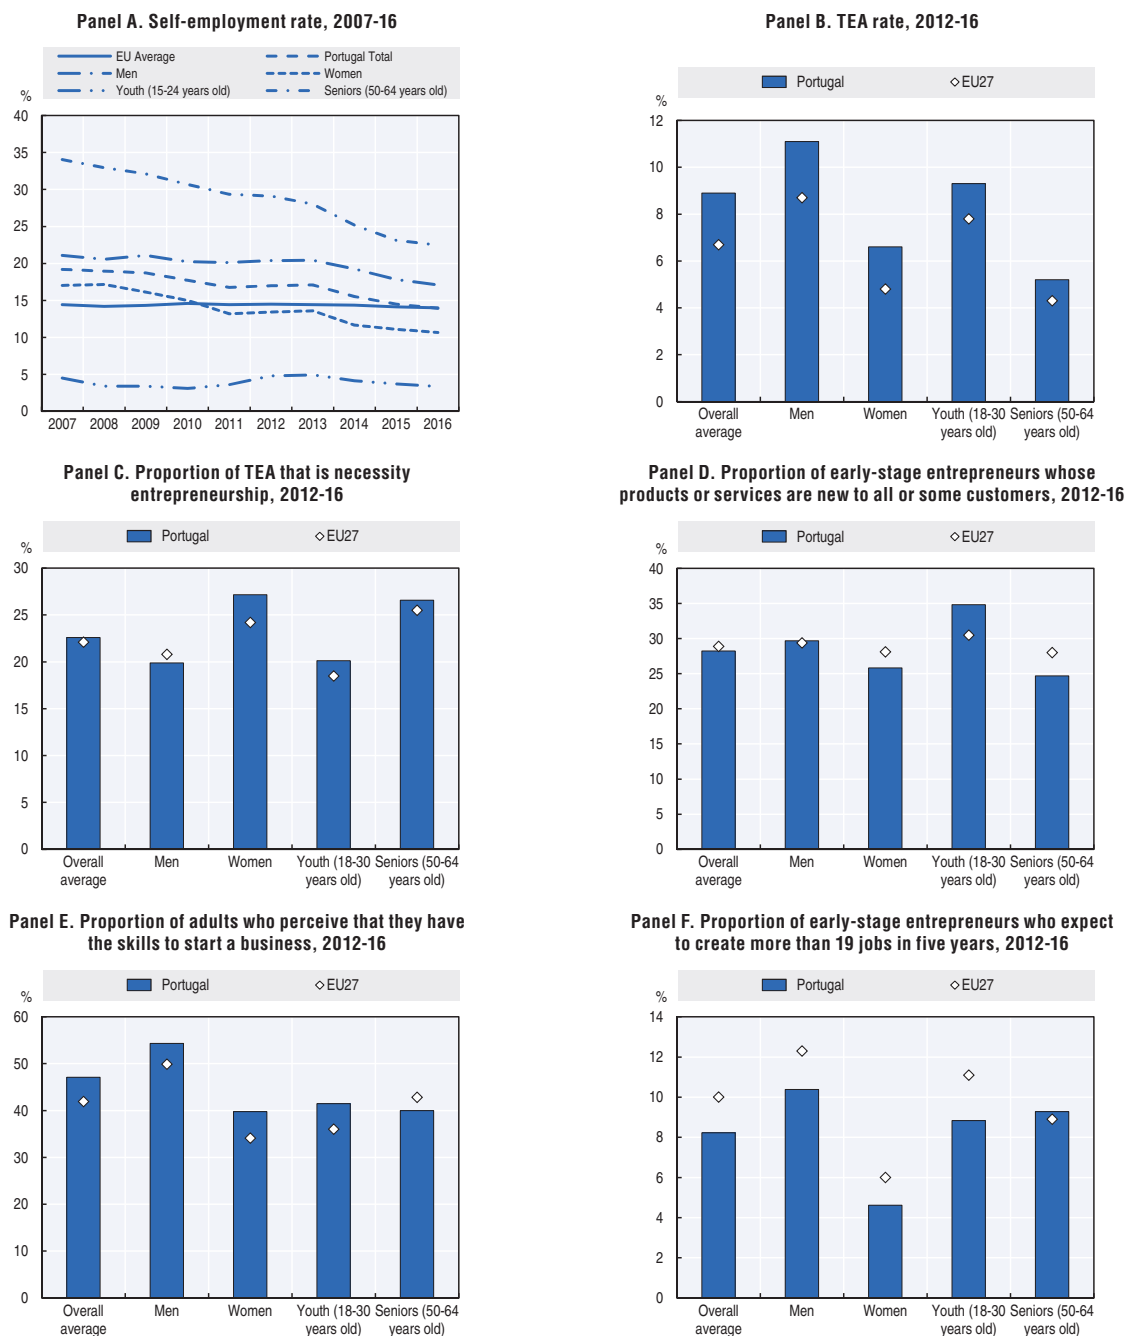 Panel A. Self-employment rate, 2007-16
EU Average
Portugal Total
Men
Women
Youth (15-24 years old)
Seniors (50-64 years old)
%
40
35
30
25
20
15
10
5
0
2007 2008 2009 2010 2011 2012 2013 2014 2015 2016
Panel B. TEA rate, 2012-16
Portugal
EU27
%
12
10
8
6
4
2
0
Overall average
Men
Women
Youth (18-30 years old)
Seniors (50-64 years old)
Panel C. Proportion of TEA that is necessity
entrepreneurship, 2012-16
Portugal
EU27
%
30
25
20
15
10
5
0
Overall average
Men
Women
Youth (18-30 years old)
Seniors (50-64 years old)
Panel D. Proportion of early-stage entrepreneurs whose
products or services are new to all or some customers, 2012-16
Portugal
EU27
%
40
35
30
25
20
15
10
5
0
Overall average
Men
Women
Youth (18-30 years old)
Seniors (50-64 years old)
Panel E. Proportion of adults who perceive that they have
the skills to start a business, 2012-16
Portugal
EU27
%
60
50
40
30
20
10
0
Overall average
Men
Women
Youth (18-30 years old)
Seniors (50-64 years old)
Panel F. Proportion of early-stage entrepreneurs who expect
to create more than 19 jobs in five years, 2012-16
Portugal
EU27
%
14
12
10
8
6
4
2
0
Overall average
Men
Women
Youth (18-30 years old)
Seniors (50-64 years old)